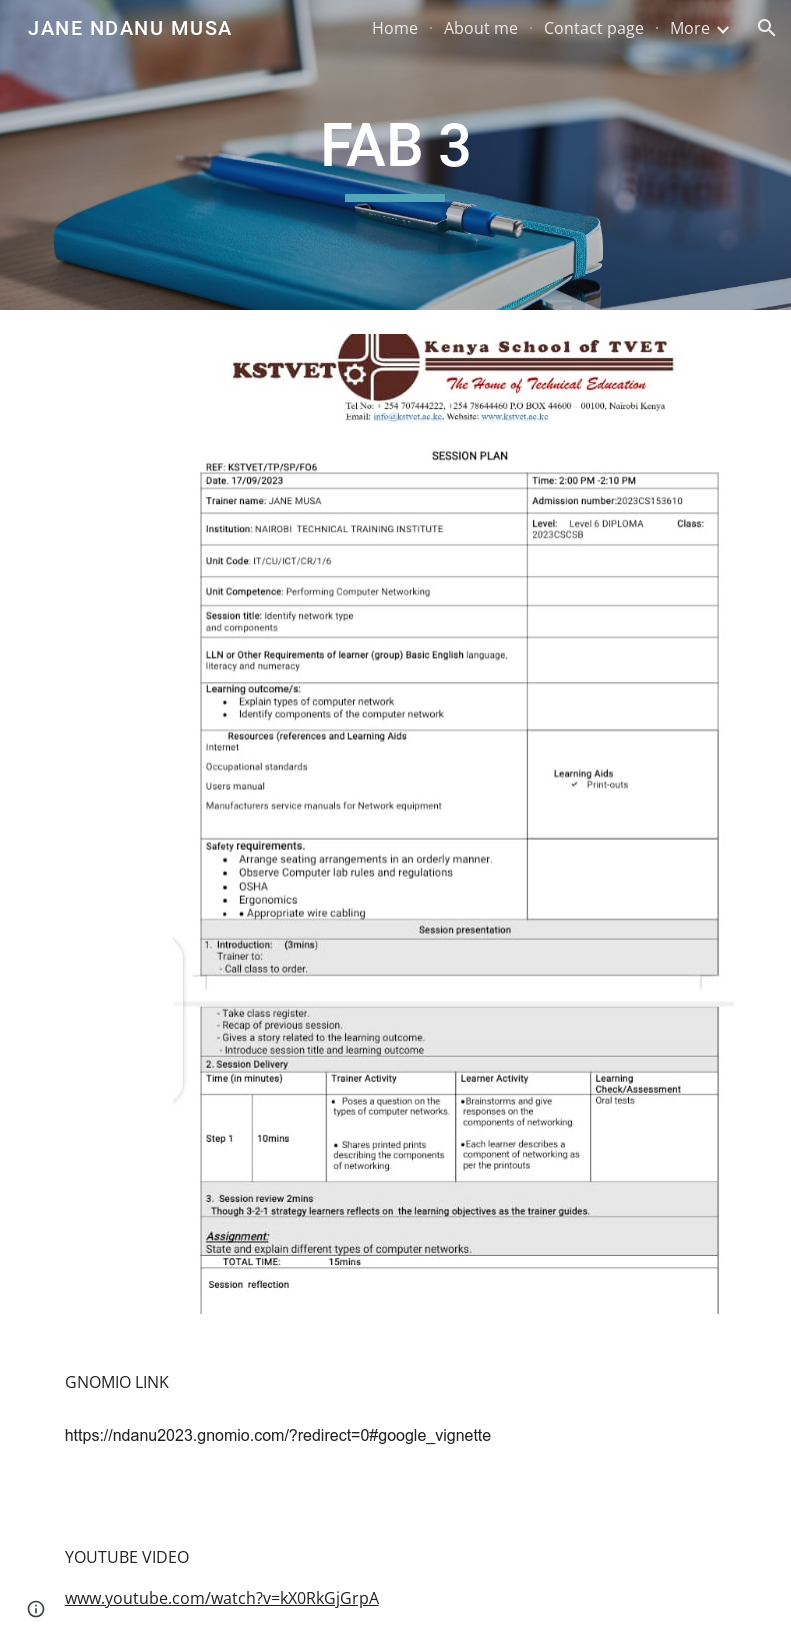 JANE NDANU MUSA
Home
About me
Contact page
More
FAB 3
KSTVET
Kenya School of TVET
The Home of Technical Education
Tel No: + 254 707444222, +254 78644460 P.O BOX 44600 – 00100, Nairobi Kenya
Email: info@kstvet.ac.ke, Website: www.kstvet.ac.ke
SESSION PLAN
REF: KSTVET/TP/SP/FO6
Date. 17/09/2023
Time: 2:00 PM -2:10 PM
Trainer name: JANE MUSA
Admission number:2023CS153610
Institution: NAIROBI TECHNICAL TRAINING INSTITUTE
Level: Level 6 DIPLOMA Class:
2023CSCSB
Unit Code: IT/CU/ICT/CR/1/6
Unit Competence: Performing Computer Networking
Session title: Identify network type
and components
LLN or Other Requirements of learner (group) Basic English language,
literacy and numeracy
Learning outcome/s:
• Explain types of computer network
• Identify components of the computer network
Resources (references and Learning Aids
Internet
Occupational standards
Users manual
Manufacturers service manuals for Network equipment
Learning Aids
✓ Print-outs
Safety requirements.
• Arrange seating arrangements in an orderly manner.
• Observe Computer lab rules and regulations
• OSHA
• Ergonomics
• • Appropriate wire cabling
Session presentation
1. Introduction: (3mins)
Trainer to:
- Call class to order.
- Take class register.
- Recap of previous session.
- Gives a story related to the learning outcome.
- Introduce session title and learning outcome
2. Session Delivery
Time (in minutes)
Trainer Activity
Learner Activity
Learning
Check/Assessment
Step 1
10mins
• Poses a question on the
types of computer networks.
• Shares printed prints
describing the components
of networking.
•Brainstorms and give
responses on the
components of networking.
•Each learner describes a
component of networking as
per the printouts
Oral tests
3. Session review 2mins
Though 3-2-1 strategy learners reflects on the learning objectives as the trainer guides.
Assignment:
State and explain different types of computer networks.
TOTAL TIME: 15mins
Session reflection
GNOMIO LINK
https://ndanu2023.gnomio.com/?redirect=0#google_vignette
YOUTUBE VIDEO
www.youtube.com/watch?v=kX0RkGjGrpA